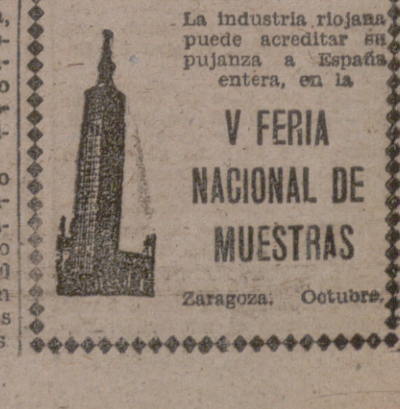 La industria riojana
puede acreditar su
pujanza a España
entera, en la
V FERIA
NACIONAL DE
MUESTRAS
Zaragoza. Octubre.